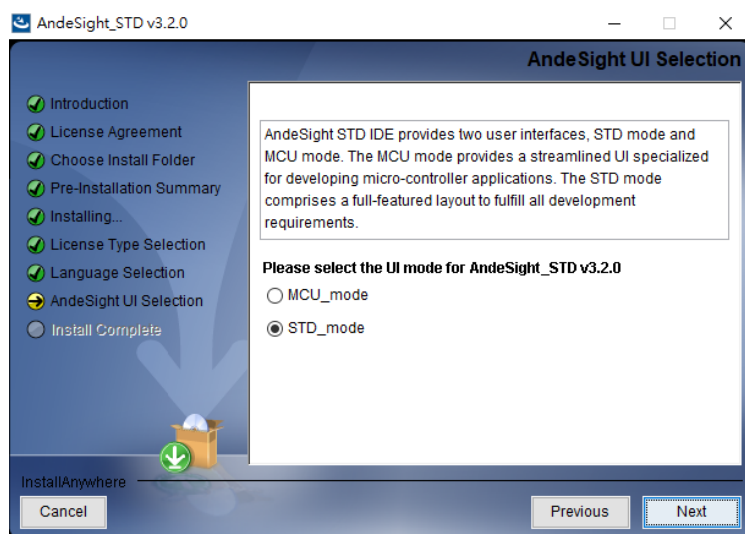 AndeSight_STD v3.2.0
AndeSight UI Selection
Introduction
License Agreement
Choose Install Folder
Pre-Installation Summary
Installing...
License Type Selection
Language Selection
AndeSight UI Selection
Install Complete
AndeSight STD IDE provides two user interfaces, STD mode and
MCU mode. The MCU mode provides a streamlined UI specialized
for developing micro-controller applications. The STD mode
comprises a full-featured layout to fulfill all development
requirements.
Please select the UI mode for AndeSight_STD v3.2.0
MCU_mode
STD_mode
InstallAnywhere
Cancel
Previous
Next